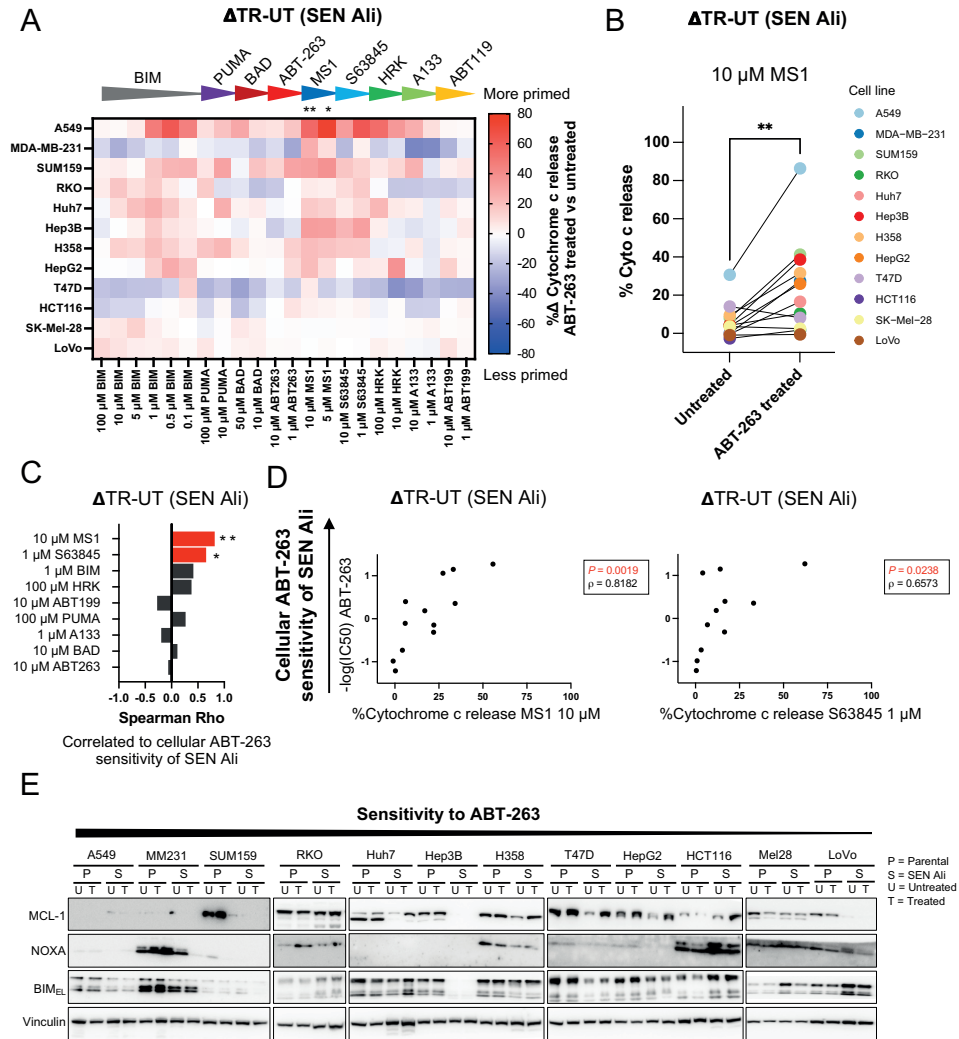 A
ΔTR-UT (SEN Ali)
BIM
PUMA
BAD
ABT-263
MS1
S63845
HRK
A133
ABT119
** *
More primed
A549
MDA-MB-231
SUM159
RKO
Huh7
Hep3B
H358
HepG2
T47D
HCT116
SK-Mel-28
LoVo
80
60
40
20
0
-20
-40
-60
-80
%Δ Cytochrome c release
ABT-263 treated vs untreated
Less primed
100 µM BIM
10 µM BIM
5 µM BIM
1 µM BIM
0.5 µM BIM
0.1 µM BIM
100 µM PUMA
10 µM PUMA
50 µM BAD
10 µM BAD
10 µM ABT263
1 µM ABT263
10 µM MS1
5 µM MS1
10 µM S63845
1 µM S63845
100 µM HRK
10 µM HRK
10 µM A133
1 µM A133
10 µM ABT199
1 µM ABT199
B
ΔTR-UT (SEN Ali)
10 µM MS1
**
% Cyto c release
100
80
60
40
20
0
Untreated
ABT-263 treated
Cell line
A549
MDA−MB−231
SUM159
RKO
Huh7
Hep3B
H358
HepG2
T47D
HCT116
SK−Mel−28
LoVo
C
ΔTR-UT (SEN Ali)
10 µM MS1 **
1 µM S63845 *
1 µM BIM
100 µM HRK
10 µM ABT199
100 µM PUMA
1 µM A133
10 µM BAD
10 µM ABT263
-1.0 -0.5 0 0.5 1.0
Spearman Rho
Correlated to cellular ABT-263
sensitivity of SEN Ali
D
Cellular ABT-263
sensitivity of SEN Ali
-log(IC50) ABT-263
ΔTR-UT (SEN Ali)
P = 0.0019
ρ = 0.8182
1
0
-1
0 25 50 75 100
%Cytochrome c release MS1 10 µM
ΔTR-UT (SEN Ali)
P = 0.0238
ρ = 0.6573
1
0
-1
0 25 50 75 100
%Cytochrome c release S63845 1 µM
E
Sensitivity to ABT-263
A549 MM231 SUM159 RKO Huh7 Hep3B H358 T47D HepG2 HCT116 Mel28 LoVo
P S P S P S P S P S P S P S P S P S P S P S P S
U T U T U T U T U T U T U T U T U T U T U T U T U T U T U T U T U T U T U T U T U T U T U T U T
P = Parental
S = SEN Ali
U = Untreated
T = Treated
MCL-1
NOXA
BIMEL
Vinculin